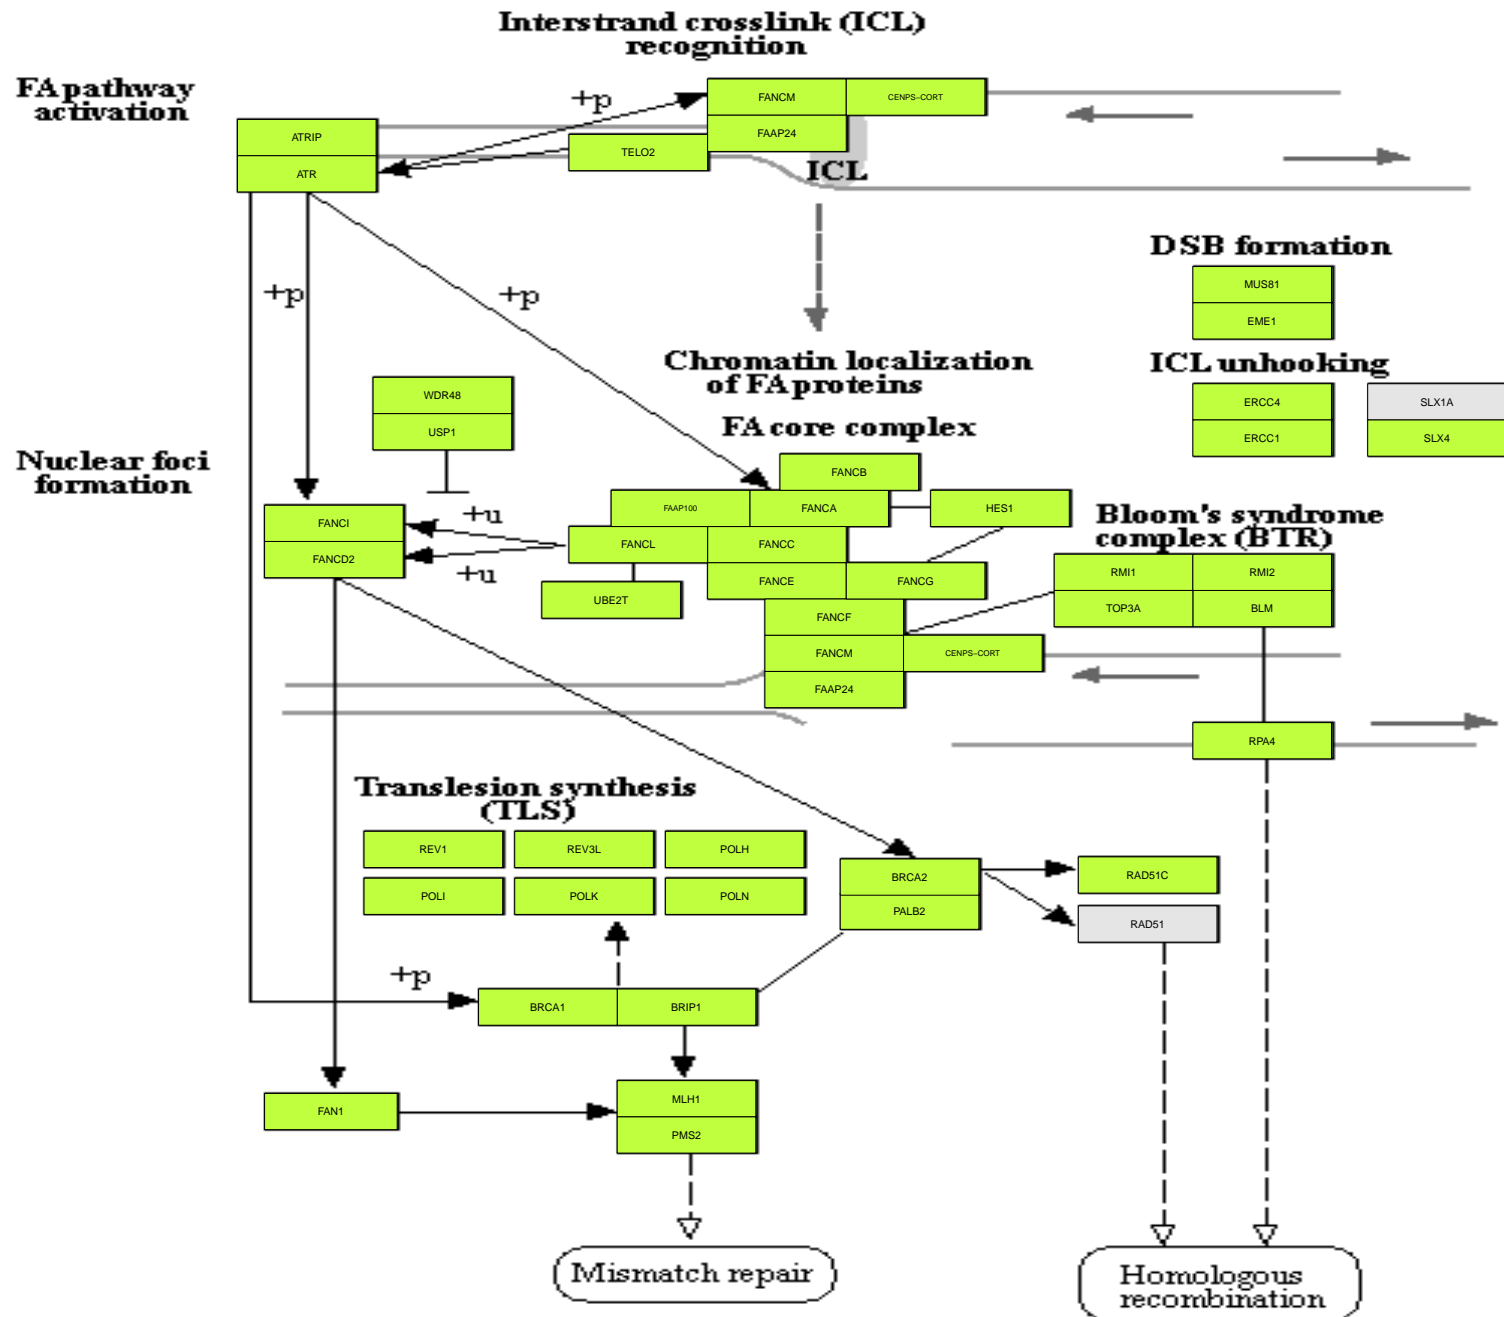 Interstrand crosslink (ICL)
recognition
FA pathway
activation
+p
FANCM
CENPS-CORT
ATRIP
FAAP24
TELO2
ATR
ICL
DSB formation
MUS81
+p
+p
EME1
Chromatin localization
of FA proteins
ICL unhooking
WDR48
ERCC4
SLX1A
USP1
FA core complex
ERCC1
SLX4
Nuclear foci
formation
FANCB
FAAP100
FANCA
HES1
+u
FANCI
Bloom's syndrome
complex (BTR)
FANCL
FANCC
FANCD2
+u
RMI1
RMI2
FANCE
FANCG
UBE2T
TOP3A
BLM
FANCF
FANCM
CENPS-CORT
FAAP24
RPA4
Translesion synthesis
(TLS)
REV1
REV3L
POLH
BRCA2
RAD51C
POLI
POLK
POLN
PALB2
RAD51
+p
BRCA1
BRIP1
MLH1
FAN1
PMS2
Mismatch repair
Homologous
recombination